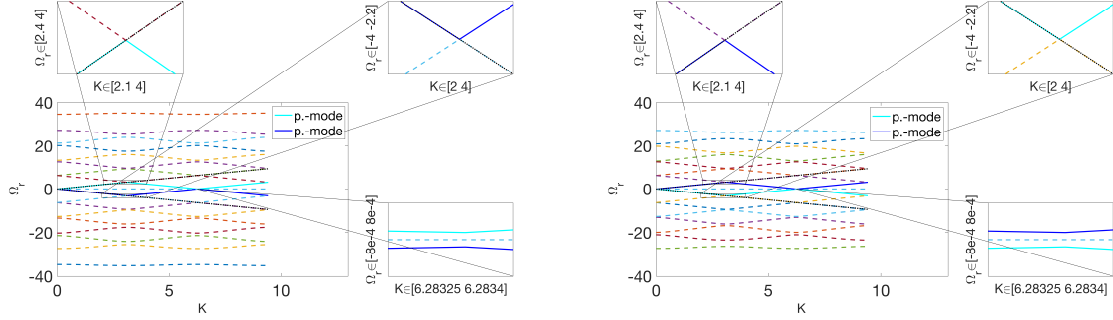 Ω_r∈[2.4 4]
K∈[2.1 4]
Ω_r∈[-4 -2.2]
K∈[2 4]
40
20
0
-20
-40
Ω_r
p.-mode
p.-mode
0
5
10
K
Ω_r∈[-8e-4 8e-4]
K∈[6.28325 6.2834]
Ω_r∈[2.4 4]
K∈[2.1 4]
Ω_r∈[-4 -2.2]
K∈[2 4]
40
20
0
-20
-40
Ω_r
p.-mode
p.-mode
0
5
10
K
Ω_r∈[-8e-4 8e-4]
K∈[6.28325 6.2834]